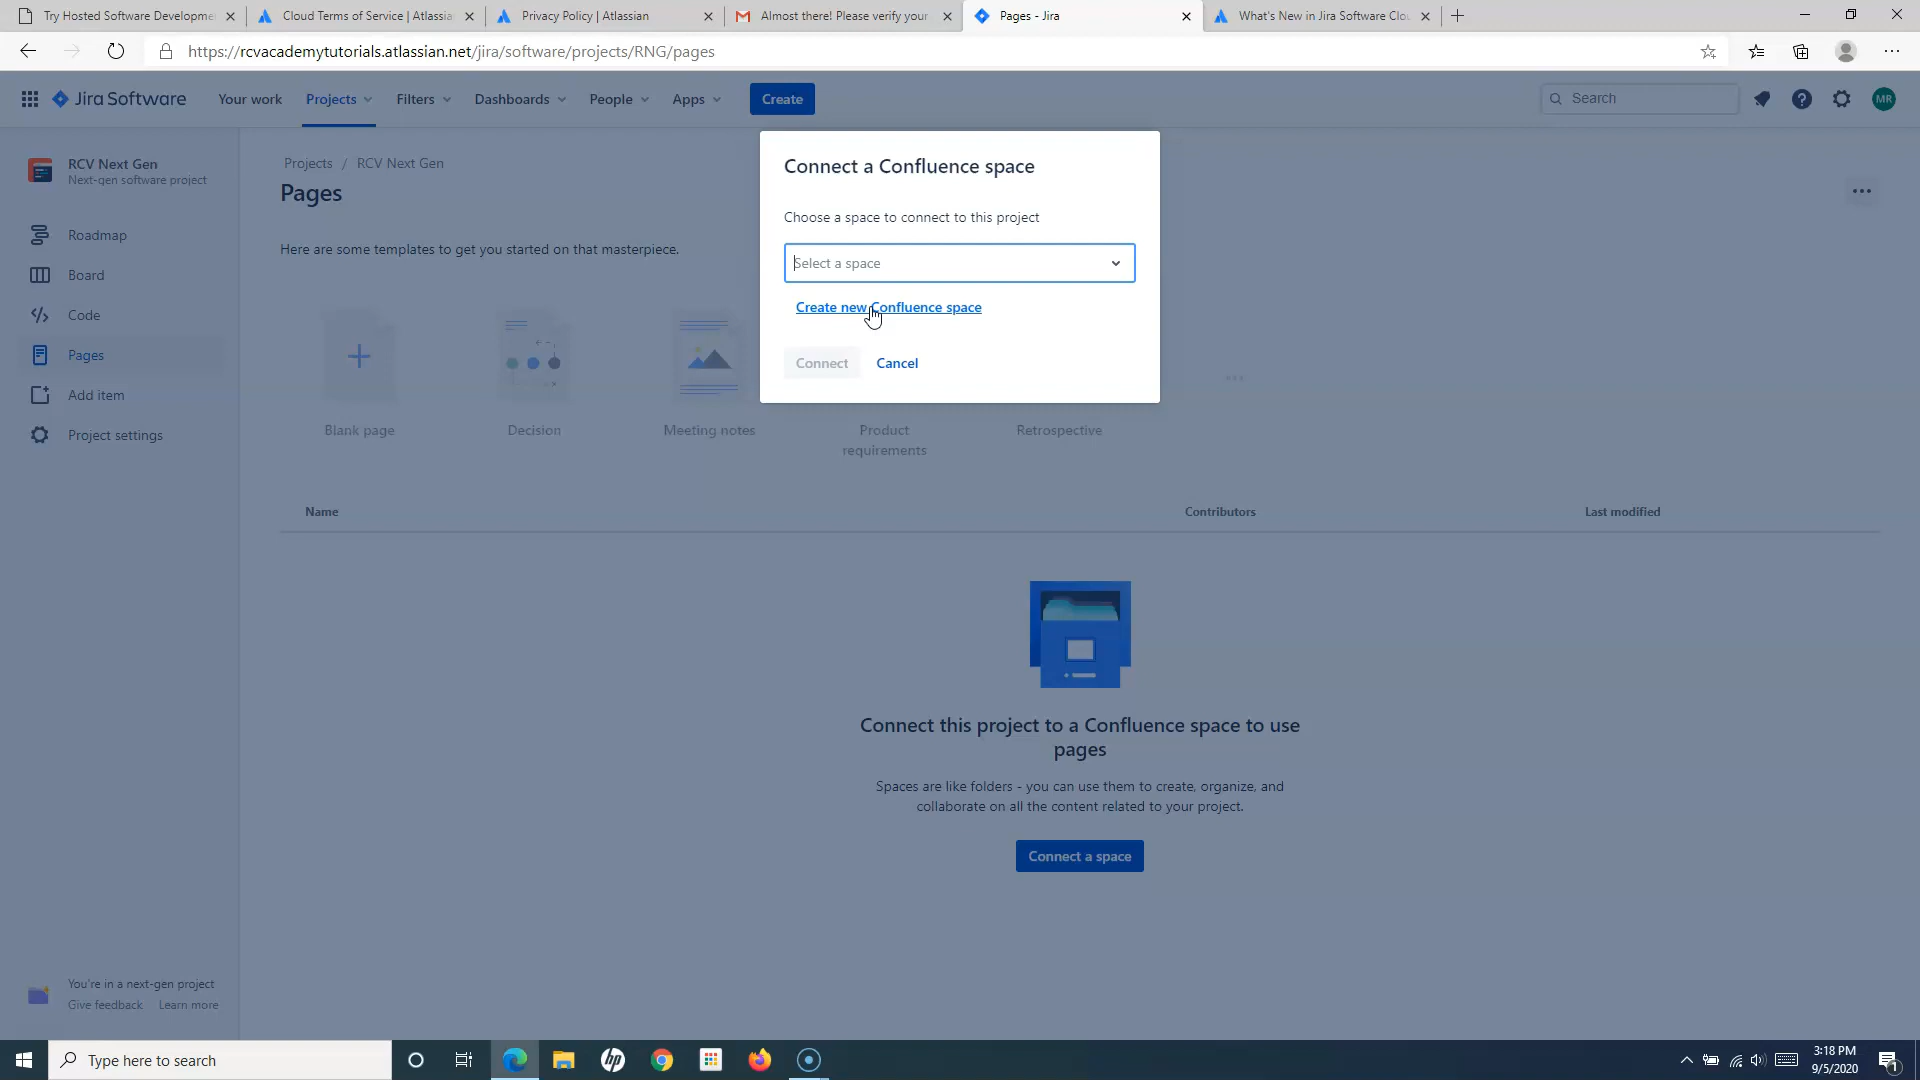 Try Hosted Software Developme
Cloud Terms of Service | Atlassia
Privacy Policy | Atlassian
Almost there! Please verify your
Pages - Jira
What's New in Jira Software Clou
https://rcvacademytutorials.atlassian.net/jira/software/projects/RNG/pages
Jira Software
Your work
Projects
Filters
Dashboards
People
Apps
Create
Search
MR
RCV Next Gen
Next-gen software project
Roadmap
Board
Code
Pages
Add item
Project settings
Projects / RCV Next Gen
Pages
Here are some templates to get you started on that masterpiece.
Connect a Confluence space
Choose a space to connect to this project
Select a space
Create new Confluence space
Connect
Cancel
Blank page
Decision
Meeting notes
Product
requirements
Retrospective
Name
Contributors
Last modified
Connect this project to a Confluence space to use
pages
Spaces are like folders - you can use them to create, organize, and
collaborate on all the content related to your project.
Connect a space
You're in a next-gen project
Give feedback
Learn more
Type here to search
hp
3:18 PM
9/5/2020
1